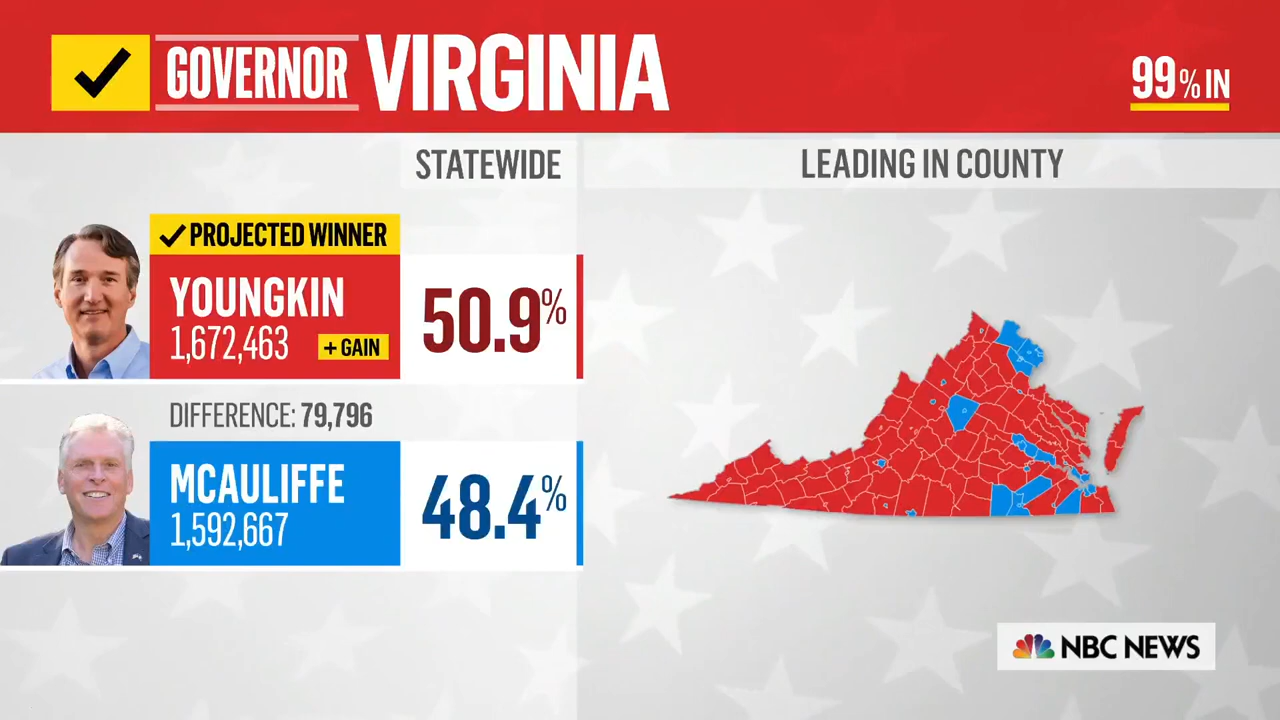 GOVERNOR VIRGINIA
99% IN
STATEWIDE
LEADING IN COUNTY
PROJECTED WINNER
YOUNGKIN
1,672,463
+ GAIN
50.9%
DIFFERENCE: 79,796
MCAULIFFE
1,592,667
48.4%
NBC NEWS